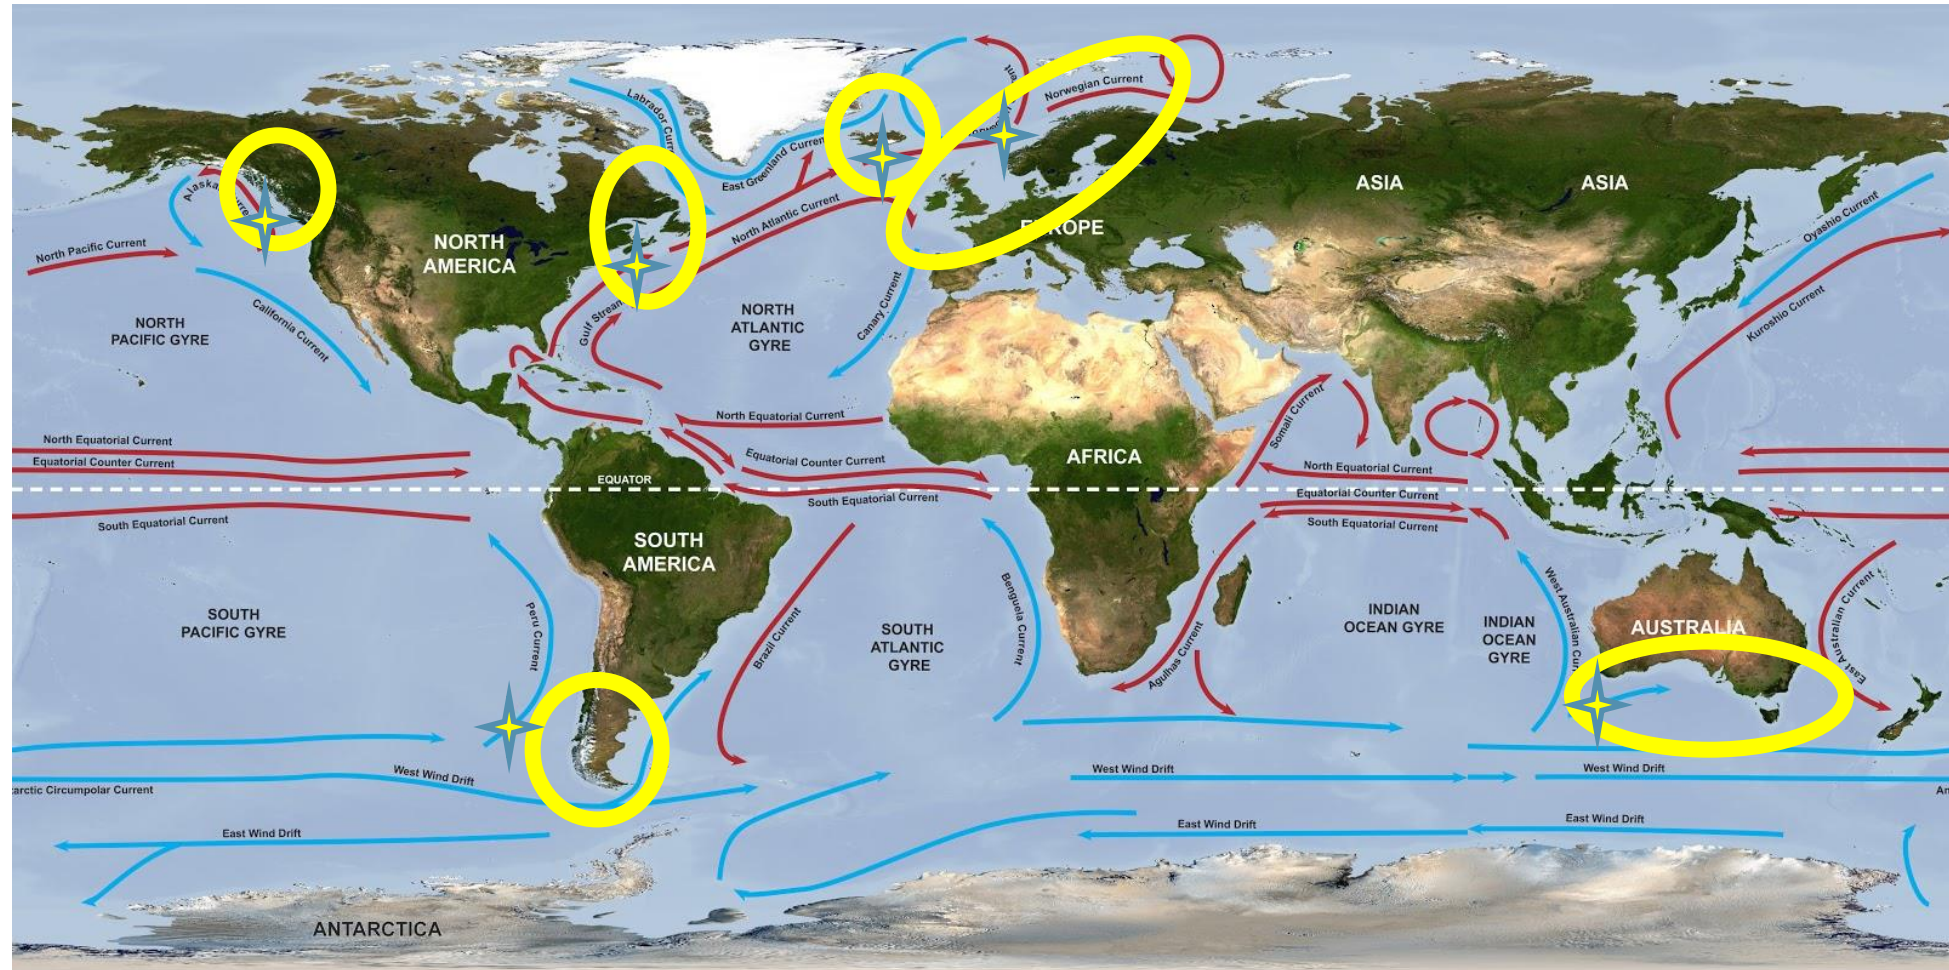 Labrador
East Greenland Current
Norwegian Current
North Atlantic Current
North Pacific Current
California Current
Gulf Stream
Canary Current
NORTH
AMERICA
ASIA
ASIA
Oyashio Current
Kuroshio Current
NORTH
PACIFIC GYRE
NORTH
ATLANTIC
GYRE
North Equatorial Current
Equatorial Counter Current
South Equatorial Current
North Equatorial Current
Equatorial Counter Current
South Equatorial Current
EQUATOR
AFRICA
Somali Current
North Equatorial Current
Equatorial Counter Current
South Equatorial Current
SOUTH
AMERICA
SOUTH
PACIFIC GYRE
Peru Current
Brazil Current
SOUTH
ATLANTIC
GYRE
Benguela Current
Agulhas Current
INDIAN
OCEAN GYRE
INDIAN
OCEAN
GYRE
West Australian
AUSTRALIA
East Australian Current
West Wind Drift
West Wind Drift
West Wind Drift
arctic Circumpolar Current
An
East Wind Drift
East Wind Drift
East Wind Drift
ANTARCTICA